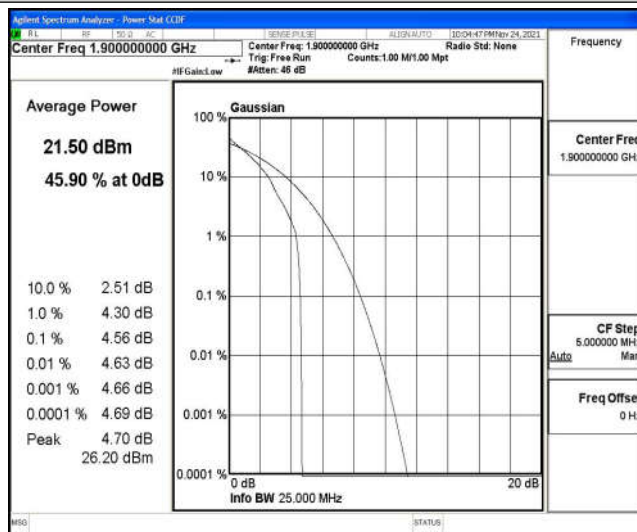 Agilent Spectrum Analyzer - Power Stat CCDF
RL RF 50 Ω AC SENSE:PULSE ALIGN AUTO 10:04:47 PM Nov 24, 2021
Center Freq 1.900000000 GHz
Center Freq: 1.900000000 GHz Radio Std: None
Trig: Free Run Counts:1.00 M/1.00 Mpt
#IFGain:Low #Atten: 46 dB
Frequency
Average Power
21.50 dBm
45.90 % at 0dB
10.0 % 2.51 dB
1.0 % 4.30 dB
0.1 % 4.56 dB
0.01 % 4.63 dB
0.001 % 4.66 dB
0.0001 % 4.69 dB
Peak 4.70 dB
26.20 dBm
Gaussian
100 %
10 %
1 %
0.1 %
0.01 %
0.001 %
0.0001 %
0 dB 20 dB
Info BW 25.000 MHz
Center Freq
1.900000000 GHz
CF Step
5.000000 MH
Auto Man
Freq Offse
0 H
MSG STATUS